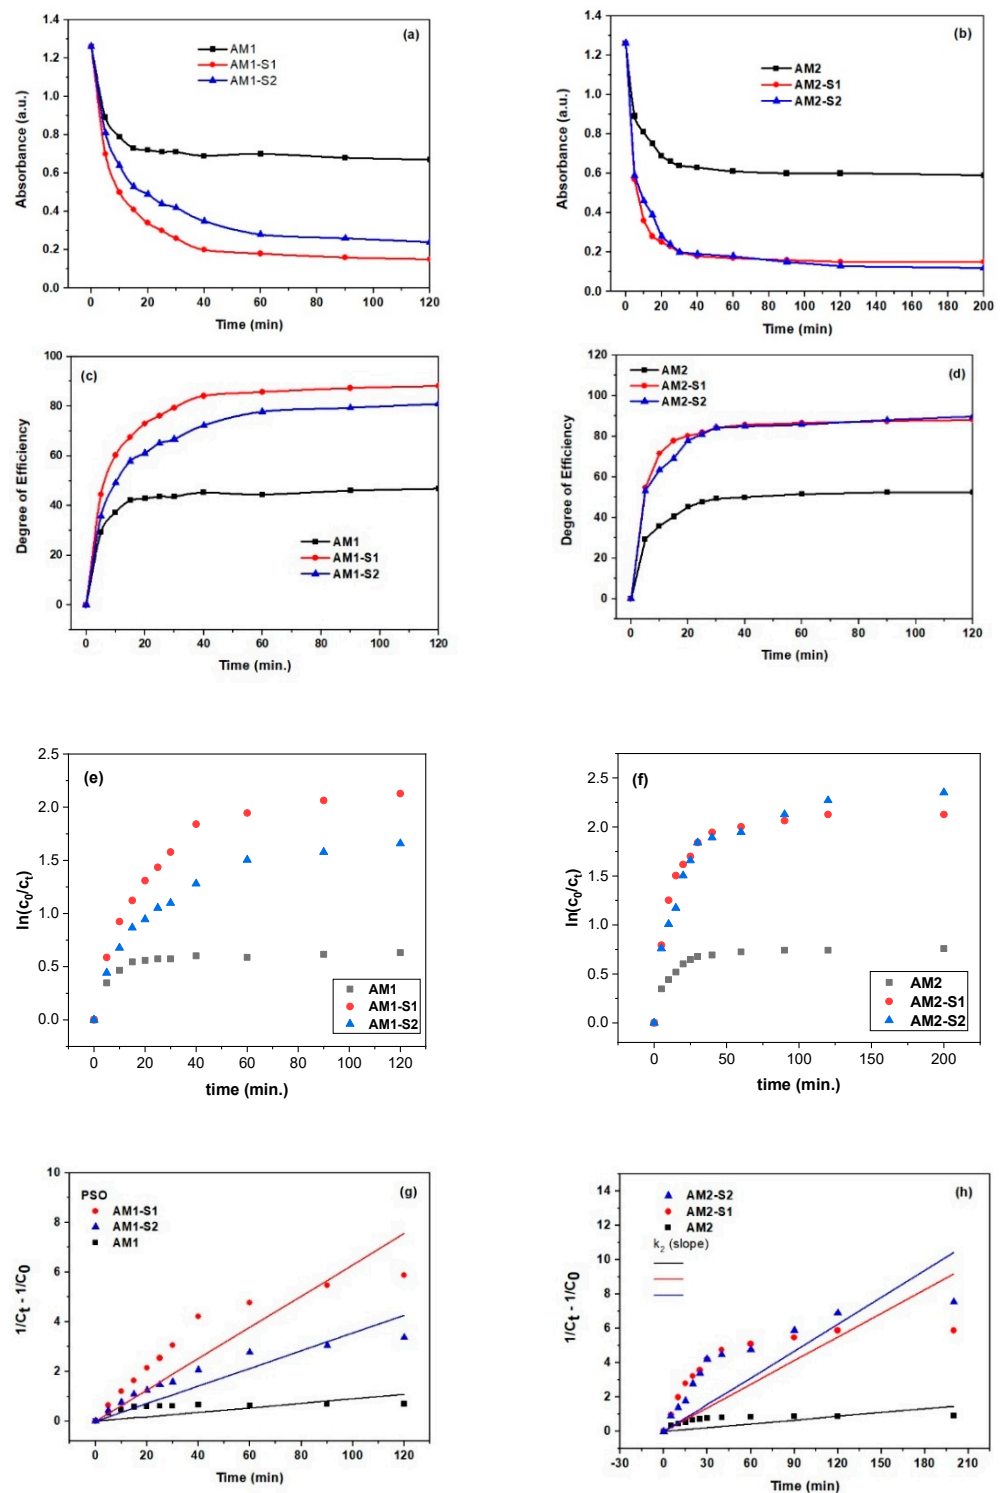 (a)
AM1
AM1-S1
AM1-S2
Absorbance (a.u.)
1.4
1.2
1.0
0.8
0.6
0.4
0.2
0.0
0 20 40 60 80 100 120
Time (min)
(b)
AM2
AM2-S1
AM2-S2
Absorbance (a.u.)
1.4
1.2
1.0
0.8
0.6
0.4
0.2
0.0
0 20 40 60 80 100 120 140 160 180 200
Time (min)
(c)
AM1
AM1-S1
AM1-S2
Degree of Efficiency
100
80
60
40
20
0
0 20 40 60 80 100 120
Time (min.)
(d)
AM2
AM2-S1
AM2-S2
Degree of Efficiency
120
100
80
60
40
20
0
0 20 40 60 80 100 120
Time (min)
(e)
ln(c0/ct)
2.5
2.0
1.5
1.0
0.5
0.0
AM1
AM1-S1
AM1-S2
0 20 40 60 80 100 120
time (min.)
(f)
ln(c0/ct)
2.5
2.0
1.5
1.0
0.5
0.0
AM2
AM2-S1
AM2-S2
0 50 100 150 200
time (min.)
(g)
PSO
AM1-S1
AM1-S2
AM1
1/Ct - 1/C0
10
8
6
4
2
0
0 20 40 60 80 100 120
Time (min)
(h)
AM2-S2
AM2-S1
AM2
k2 (slope)
1/Ct - 1/C0
14
12
10
8
6
4
2
0
-30 0 30 60 90 120 150 180 210
Time (min)